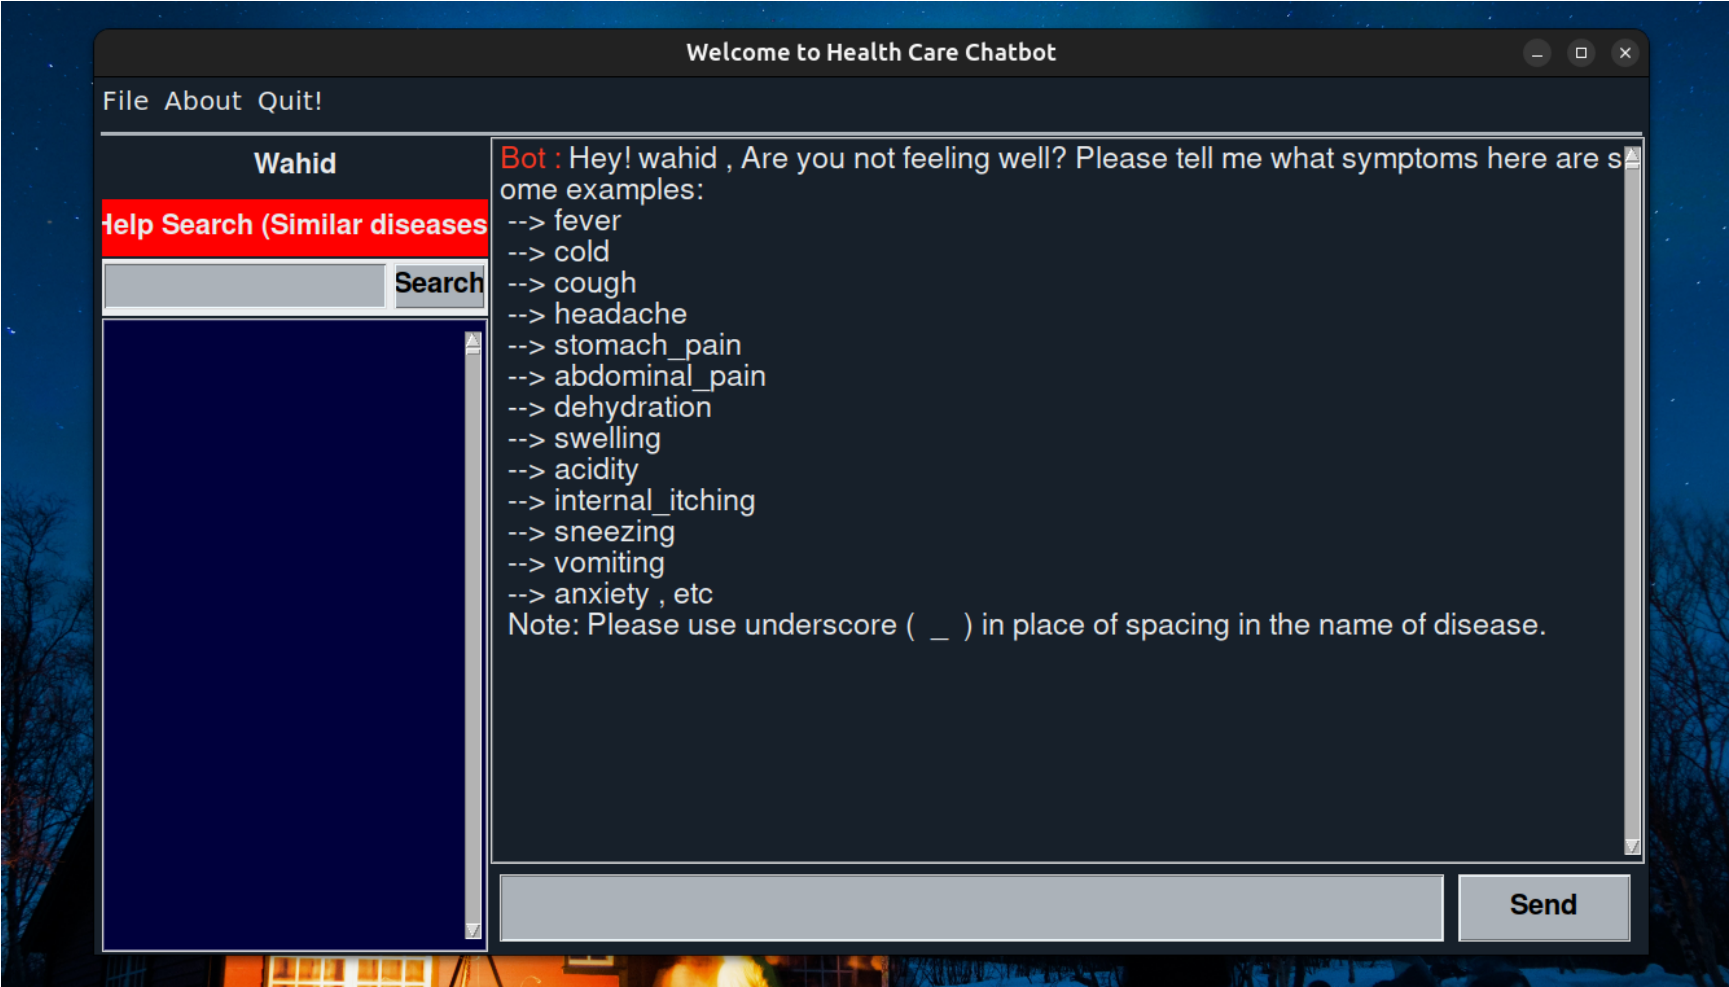 Welcome to Health Care Chatbot
File About Quit!
Wahid
Help Search (Similar diseases
Search
Bot : Hey! wahid , Are you not feeling well? Please tell me what symptoms here are s
ome examples:
--> fever
--> cold
--> cough
--> headache
--> stomach_pain
--> abdominal_pain
--> dehydration
--> swelling
--> acidity
--> internal_itching
--> sneezing
--> vomiting
--> anxiety , etc
Note: Please use underscore ( _ ) in place of spacing in the name of disease.
Send